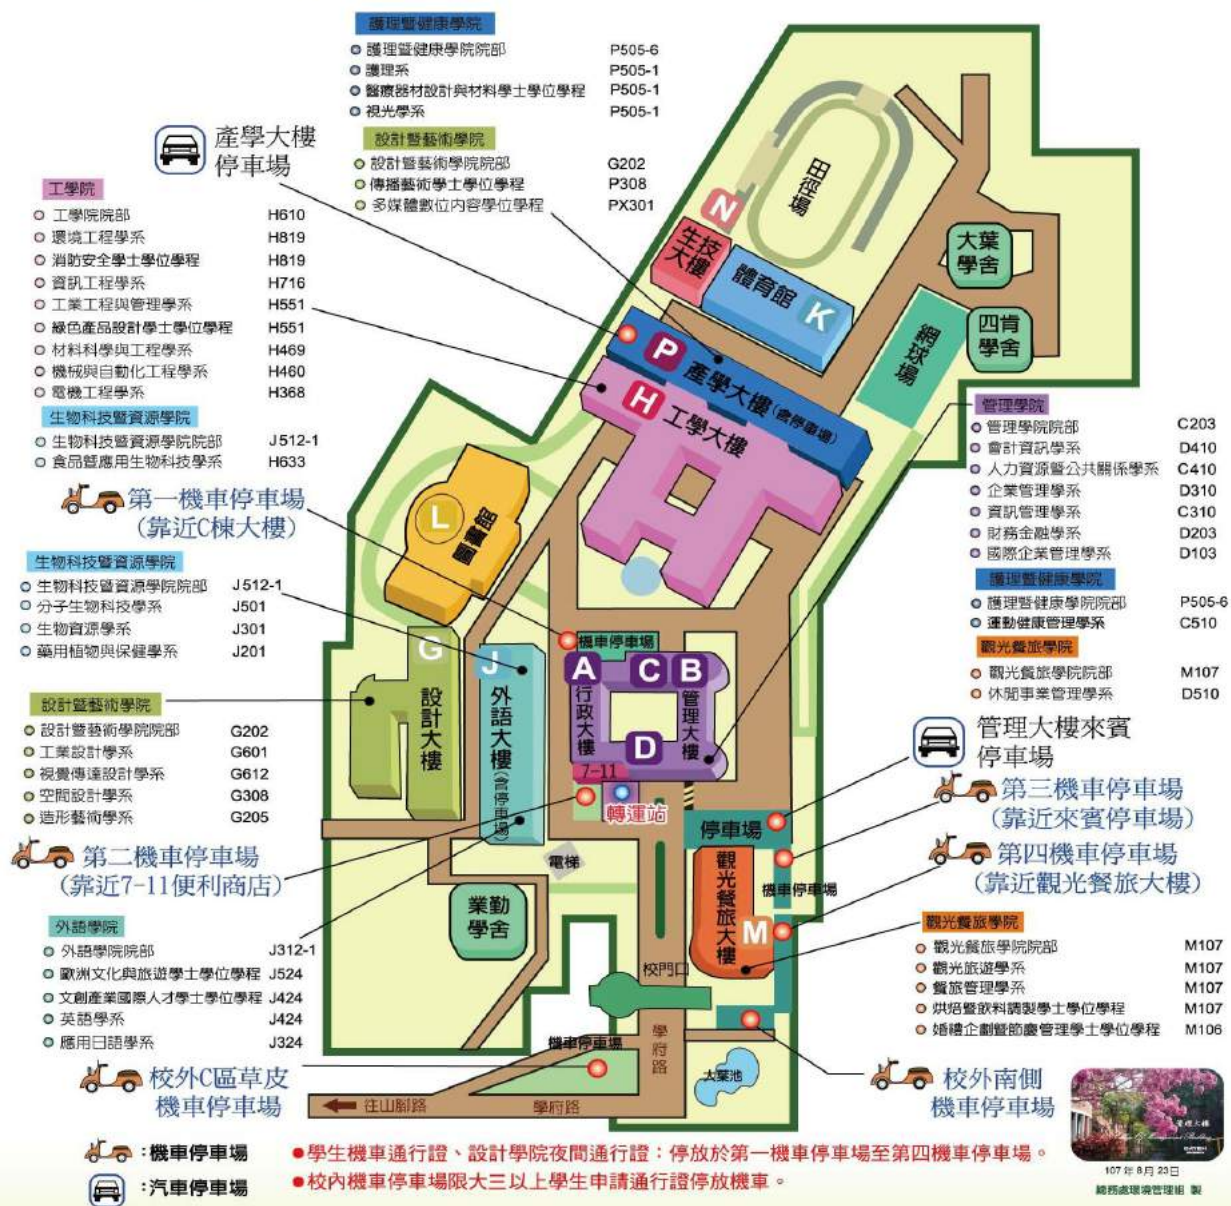 護理暨健康學院
護理暨健康學院院部 P505-6
護理系 P505-1
醫療器材設計與材料學士學位學程 P505-1
視光學系 P505-1
設計暨藝術學院
設計暨藝術學院院部 G202
傳播藝術學士學位學程 P308
多媒體數位內容學位學程 PX301
產學大樓
停車場
工學院
工學院院部 H610
環境工程學系 H819
消防安全學士學位學程 H819
資訊工程學系 H716
工業工程與管理學系 H551
綠色產品設計學士學位學程 H551
材料科學與工程學系 H469
機械與自動化工程學系 H460
電機工程學系 H368
生物科技暨資源學院
生物科技暨資源學院院部 J512-1
食品暨應用生物科技學系 H633
第一機車停車場
(靠近C棟大樓)
生物科技暨資源學院
生物科技暨資源學院院部 J512-1
分子生物科技學系 J501
生物資源學系 J301
藥用植物與保健學系 J201
設計暨藝術學院
設計暨藝術學院院部 G202
工業設計學系 G601
視覺傳達設計學系 G612
空間設計學系 G308
造形藝術學系 G205
第二機車停車場
(靠近7-11便利商店)
外語學院
外語學院院部 J312-1
歐洲文化與旅遊學士學位學程 J524
文創產業國際人才學士學位學程 J424
英語學系 J424
應用日語學系 J324
校外C區草皮
機車停車場
田徑場
N
生技大樓
體育館 K
大葉學舍
四肯學舍
網球場
P 產學大樓(含停車場)
H 工學大樓
L 圖書館
G 設計大樓
J 外語大樓(含停車場)
機車停車場
A 行政大樓
C
B 管理大樓
D
7-11
轉運站
電梯
業勤學舍
停車場
觀光餐旅大樓 M
機車停車場
校門口
學府路
機車停車場
大葉池
往山腳路
學府路
管理學院
管理學院院部 C203
會計資訊學系 D410
人力資源暨公共關係學系 C410
企業管理學系 D310
資訊管理學系 C310
財務金融學系 D203
國際企業管理學系 D103
護理暨健康學院
護理暨健康學院院部 P505-6
運動健康管理學系 C510
觀光餐旅學院
觀光餐旅學院院部 M107
休閒事業管理學系 D510
管理大樓來賓
停車場
第三機車停車場
(靠近來賓停車場)
第四機車停車場
(靠近觀光餐旅大樓)
觀光餐旅學院
觀光餐旅學院院部 M107
觀光旅遊學系 M107
餐旅管理學系 M107
烘焙暨飲料調製學士學位學程 M107
婚禮企劃暨節慶管理學士學位學程 M106
校外南側
機車停車場
:機車停車場
:汽車停車場
●學生機車通行證、設計學院夜間通行證：停放於第一機車停車場至第四機車停車場。
●校內機車停車場限大三以上學生申請通行證停放機車。
管理大樓
107年8月23日
總務處環境管理組 製